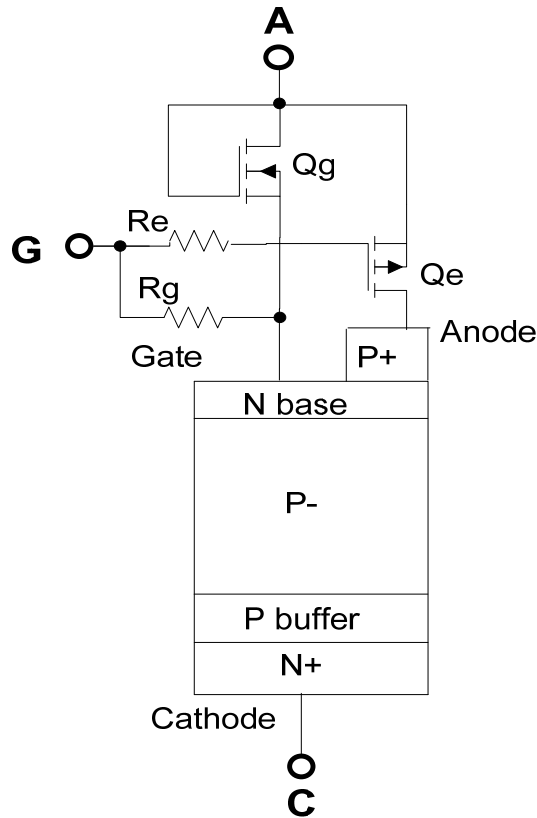 A
Qg
Re
G
Qe
Rg
Anode
Gate
P+
N base
P-
P buffer
N+
Cathode
C